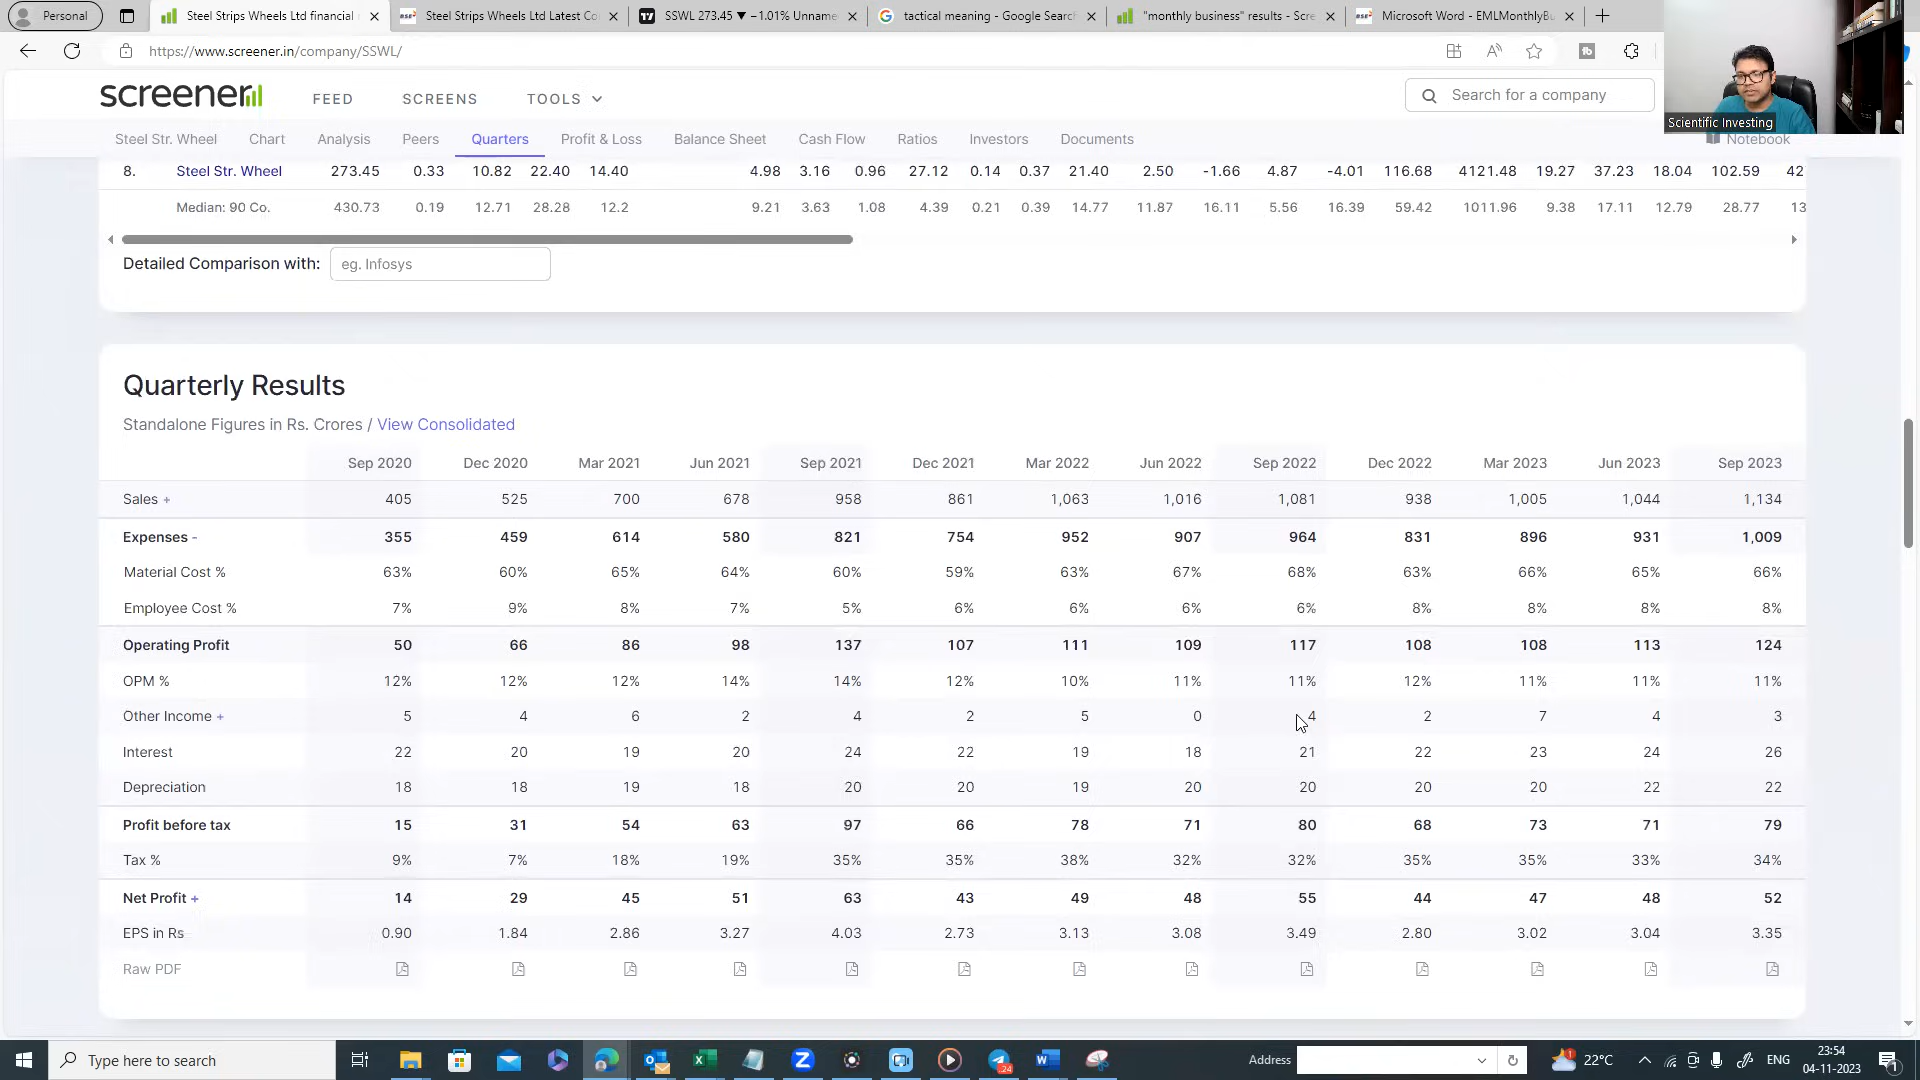 Personal
Steel Strips Wheels Ltd financial
Steel Strips Wheels Ltd Latest Co
SSWL 273.45 ▼ −1.01% Unname
tactical meaning - Google Search
"monthly business" results - Scre
Microsoft Word - EMLMonthlyBu
https://www.screener.in/company/SSWL/
screener
FEED SCREENS TOOLS
Search for a company
Scientific Investing
Steel Str. Wheel Chart Analysis Peers Quarters Profit & Loss Balance Sheet Cash Flow Ratios Investors Documents Notebook
8. Steel Str. Wheel 273.45 0.33 10.82 22.40 14.40 4.98 3.16 0.96 27.12 0.14 0.37 21.40 2.50 -1.66 4.87 -4.01 116.68 4121.48 19.27 37.23 18.04 102.59 42
Median: 90 Co. 430.73 0.19 12.71 28.28 12.2 9.21 3.63 1.08 4.39 0.21 0.39 14.77 11.87 16.11 5.56 16.39 59.42 1011.96 9.38 17.11 12.79 28.77 13
Detailed Comparison with: eg. Infosys
Quarterly Results
Standalone Figures in Rs. Crores / View Consolidated
Sep 2020 Dec 2020 Mar 2021 Jun 2021 Sep 2021 Dec 2021 Mar 2022 Jun 2022 Sep 2022 Dec 2022 Mar 2023 Jun 2023 Sep 2023
Sales + 405 525 700 678 958 861 1,063 1,016 1,081 938 1,005 1,044 1,134
Expenses - 355 459 614 580 821 754 952 907 964 831 896 931 1,009
Material Cost % 63% 60% 65% 64% 60% 59% 63% 67% 68% 63% 66% 65% 66%
Employee Cost % 7% 9% 8% 7% 5% 6% 6% 6% 6% 8% 8% 8% 8%
Operating Profit 50 66 86 98 137 107 111 109 117 108 108 113 124
OPM % 12% 12% 12% 14% 14% 12% 10% 11% 11% 12% 11% 11% 11%
Other Income + 5 4 6 2 4 2 5 0 4 2 7 4 3
Interest 22 20 19 20 24 22 19 18 21 22 23 24 26
Depreciation 18 18 19 18 20 20 19 20 20 20 20 22 22
Profit before tax 15 31 54 63 97 66 78 71 80 68 73 71 79
Tax % 9% 7% 18% 19% 35% 35% 38% 32% 32% 35% 35% 33% 34%
Net Profit + 14 29 45 51 63 43 49 48 55 44 47 48 52
EPS in Rs 0.90 1.84 2.86 3.27 4.03 2.73 3.13 3.08 3.49 2.80 3.02 3.04 3.35
Raw PDF
Type here to search
Address
22°C
ENG
23:54
04-11-2023